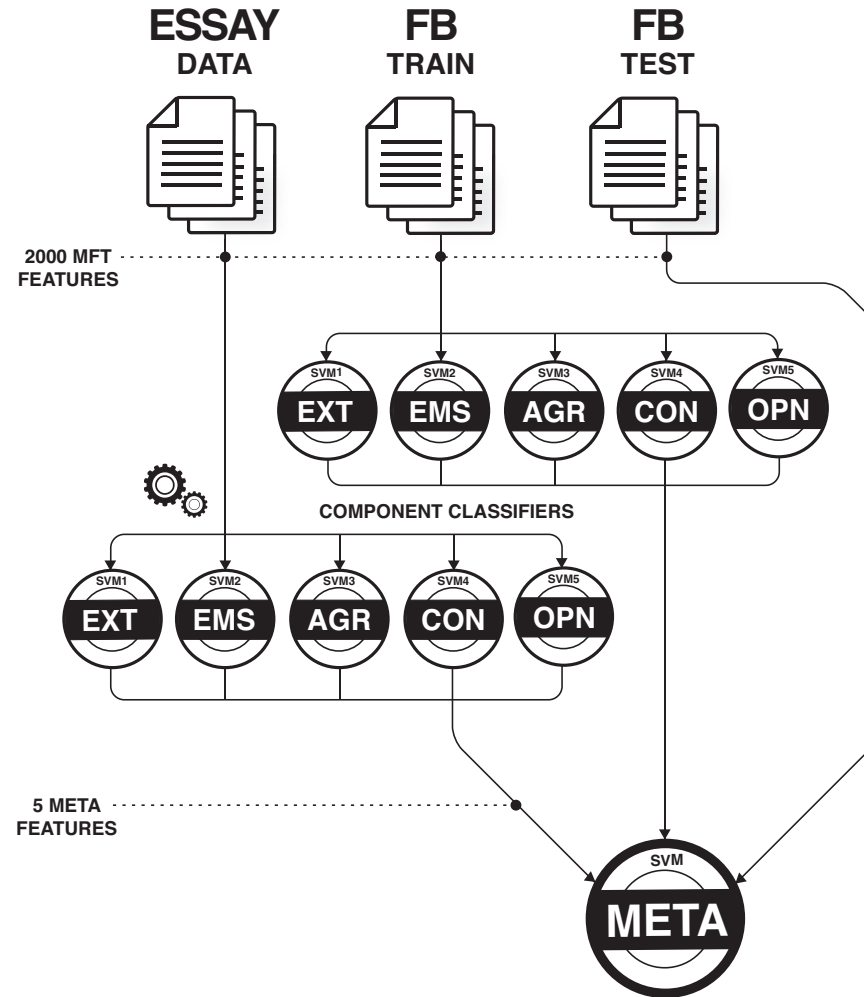 ESSAY
DATA
FB
TRAIN
FB
TEST
2000 MFT
FEATURES
SVM1
EXT
SVM2
EMS
SVM3
AGR
SVM4
CON
SVM5
OPN
COMPONENT CLASSIFIERS
SVM1
EXT
SVM2
EMS
SVM3
AGR
SVM4
CON
SVM5
OPN
5 META
FEATURES
SVM
META